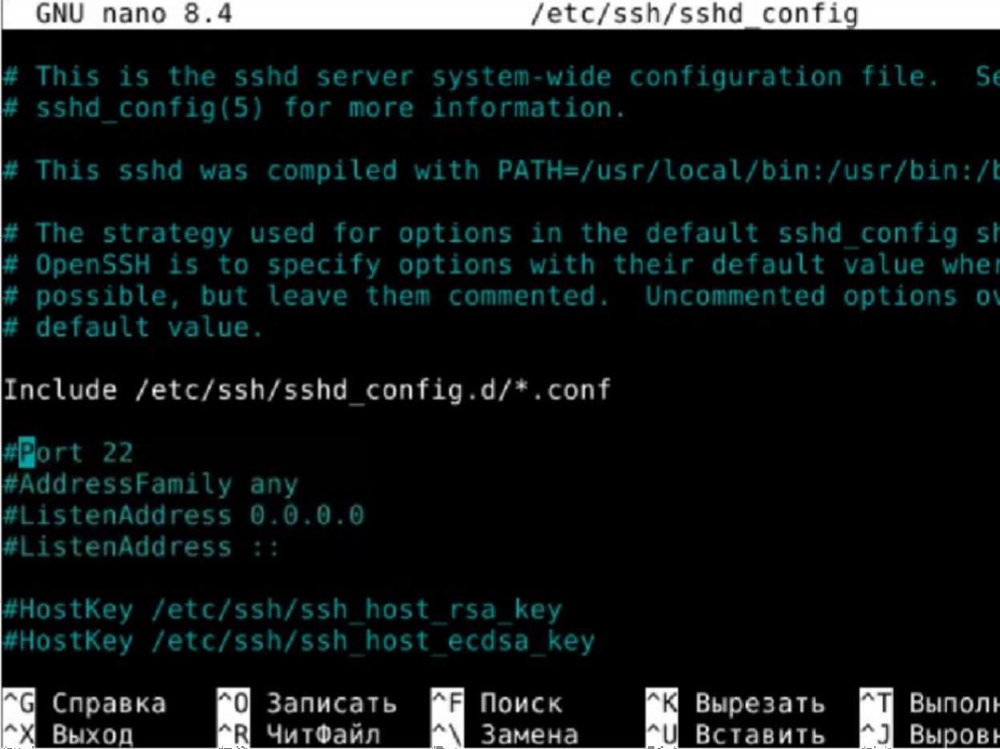 GNU nano 8.4 /etc/ssh/sshd_config
# This is the sshd server system-wide configuration file. Se
# sshd_config(5) for more information.
# This sshd was compiled with PATH=/usr/local/bin:/usr/bin:/b
# The strategy used for options in the default sshd_config sh
# OpenSSH is to specify options with their default value wher
# possible, but leave them commented. Uncommented options ov
# default value.
Include /etc/ssh/sshd_config.d/*.conf
#Port 22
#AddressFamily any
#ListenAddress 0.0.0.0
#ListenAddress ::
#HostKey /etc/ssh/ssh_host_rsa_key
#HostKey /etc/ssh/ssh_host_ecdsa_key
^G Справка ^O Записать ^F Поиск ^K Вырезать ^T Выполн
^X Выход ^R ЧитФайл ^\ Замена ^U Вставить ^J Выровн